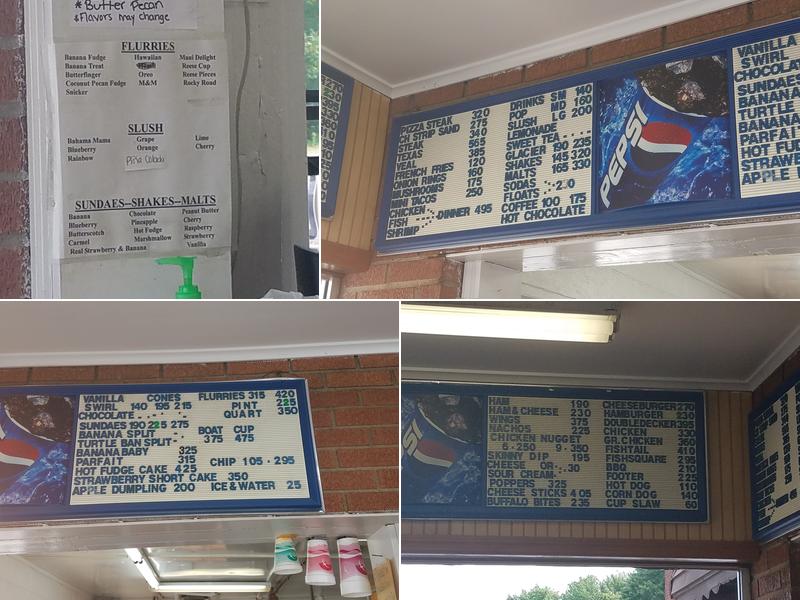 *Butter Pecan
&Flavors may change
FLURRIES
Banana Fudge Hawaiian Maui Delight
Banana Treat Reese Cup
Butterfinger Oreo Reese Pieces
Coconut Pecan Fudge M&M Rocky Road
Snicker
SLUSH
Bahama Mama Grape Lime
Blueberry Orange Cherry
Rainbow Piña Colada
SUNDAES--SHAKES--MALTS
Banana Chocolate Peanut Butter
Blueberry Pineapple Cherry
Butterscotch Hot Fudge Raspberry
Carmel Marshmallow Strawberry
Real Strawberry & Banana Vanilla
PIZZA STEAK 320 DRINKS SM 140
CH STRIP SAND 275 POP MD 160
STEAK 340 SLUSH LG 200
TEXAS 565 LEMONADE
385 SWEET TEA
FRENCH FRIES 120 GLACIER 190 235
ONION RINGS 160 SHAKES 145 320
MUSHROOMS 175 MALTS 165 330
MINI TACOS 250 SODAS
CHICKEN FLOATS
FISH DINNER 495 COFFEE 100 175
SHRIMP HOT CHOCOLATE
PEPSI
VANILLA
SWIRL
CHOCOLAT
SUNDAES
BANANA
TURTLE
BANANA
PARFAI
HOT FUD
STRAWB
APPLE
VANILLA CONES FLURRIES 315 420
SWIRL 140 195 215 PINT 225
CHOCOLATE QUART 350
SUNDAES 190 225 275
BANANA SPLIT BOAT CUP
TURTLE BAN SPLIT 375 475
BANANA BABY 325
PARFAIT 315 CHIP 105 - 295
HOT FUDGE CAKE 425
STRAWBERRY SHORT CAKE 350
APPLE DUMPLING 200 ICE & WATER 25
HAM 190 CHEESEBURGER 270
HAM & CHEESE 230 HAMBURGER 230
WINGS 375 DOUBLEDECKER 395
NACHOS 225 CHICKEN 310
CHICKEN NUGGET GR.CHICKEN 360
6-250 9-350 FISHTAIL 410
SKINNY DIP 195 FISHSQUARE 395
CHEESE OR .30 BBQ 210
SOUR CREAM FOOTER 225
POPPERS 325 HOT DOG 110
CHEESE STICKS 405 CORN DOG 140
BUFFALO BITES 235 CUP SLAW 60